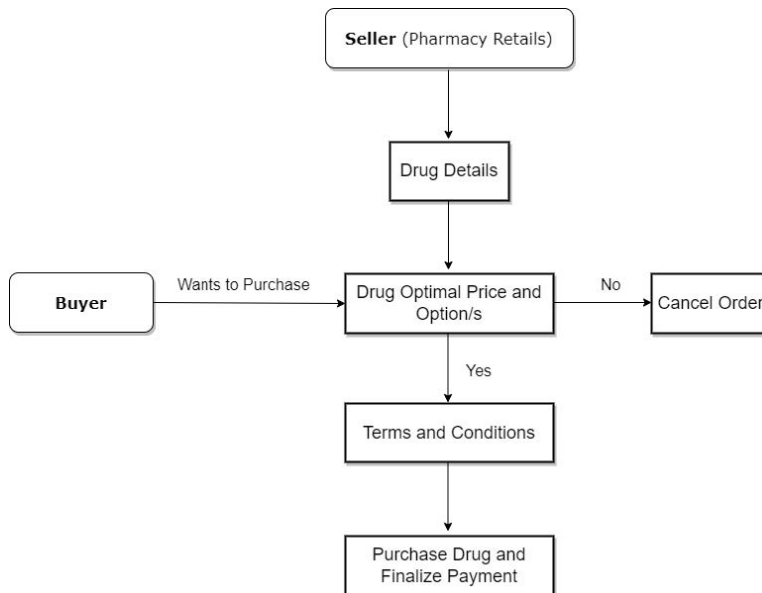 Seller (Pharmacy Retails)
Drug Details
Wants to Purchase
No
Buyer
Drug Optimal Price and
Option/s
Cancel Order
Yes
Terms and Conditions
Purchase Drug and
Finalize Payment